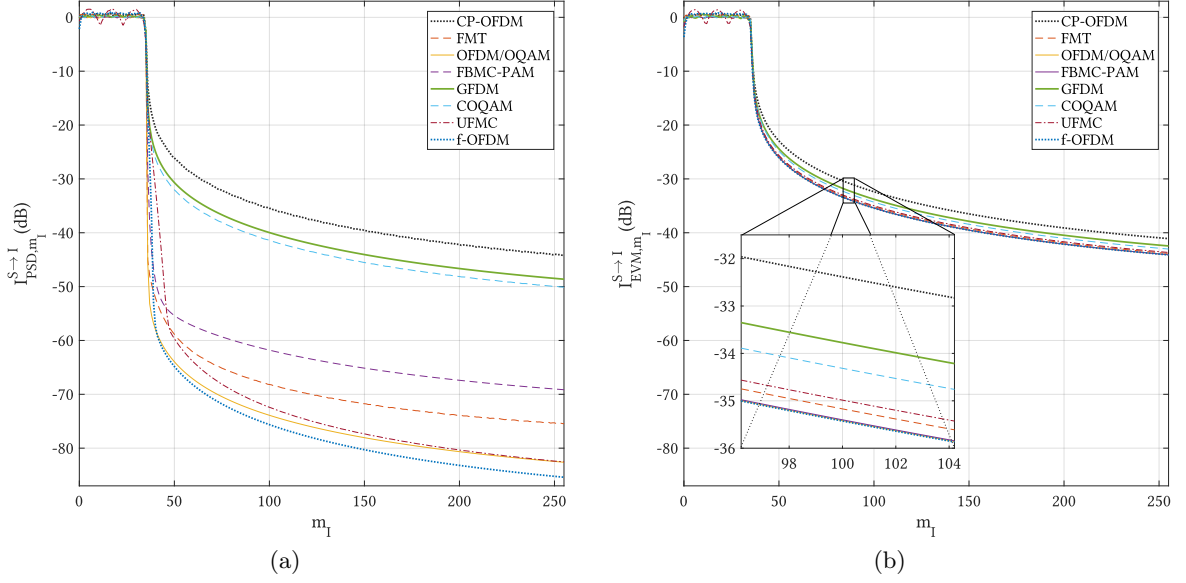 0
-10
-20
-30
-40
-50
-60
-70
-80
0
50
100
150
200
250
I^{S→I}_{PSD,m_I} (dB)
m_I
CP-OFDM
FMT
OFDM/OQAM
FBMC-PAM
GFDM
COQAM
UFMC
f-OFDM
(a)
0
-10
-20
-30
-40
-50
-60
-70
-80
0
50
100
150
200
250
I^{S→I}_{EVM,m_I} (dB)
m_I
CP-OFDM
FMT
OFDM/OQAM
FBMC-PAM
GFDM
COQAM
UFMC
f-OFDM
-32
-33
-34
-35
-36
98
100
102
104
(b)